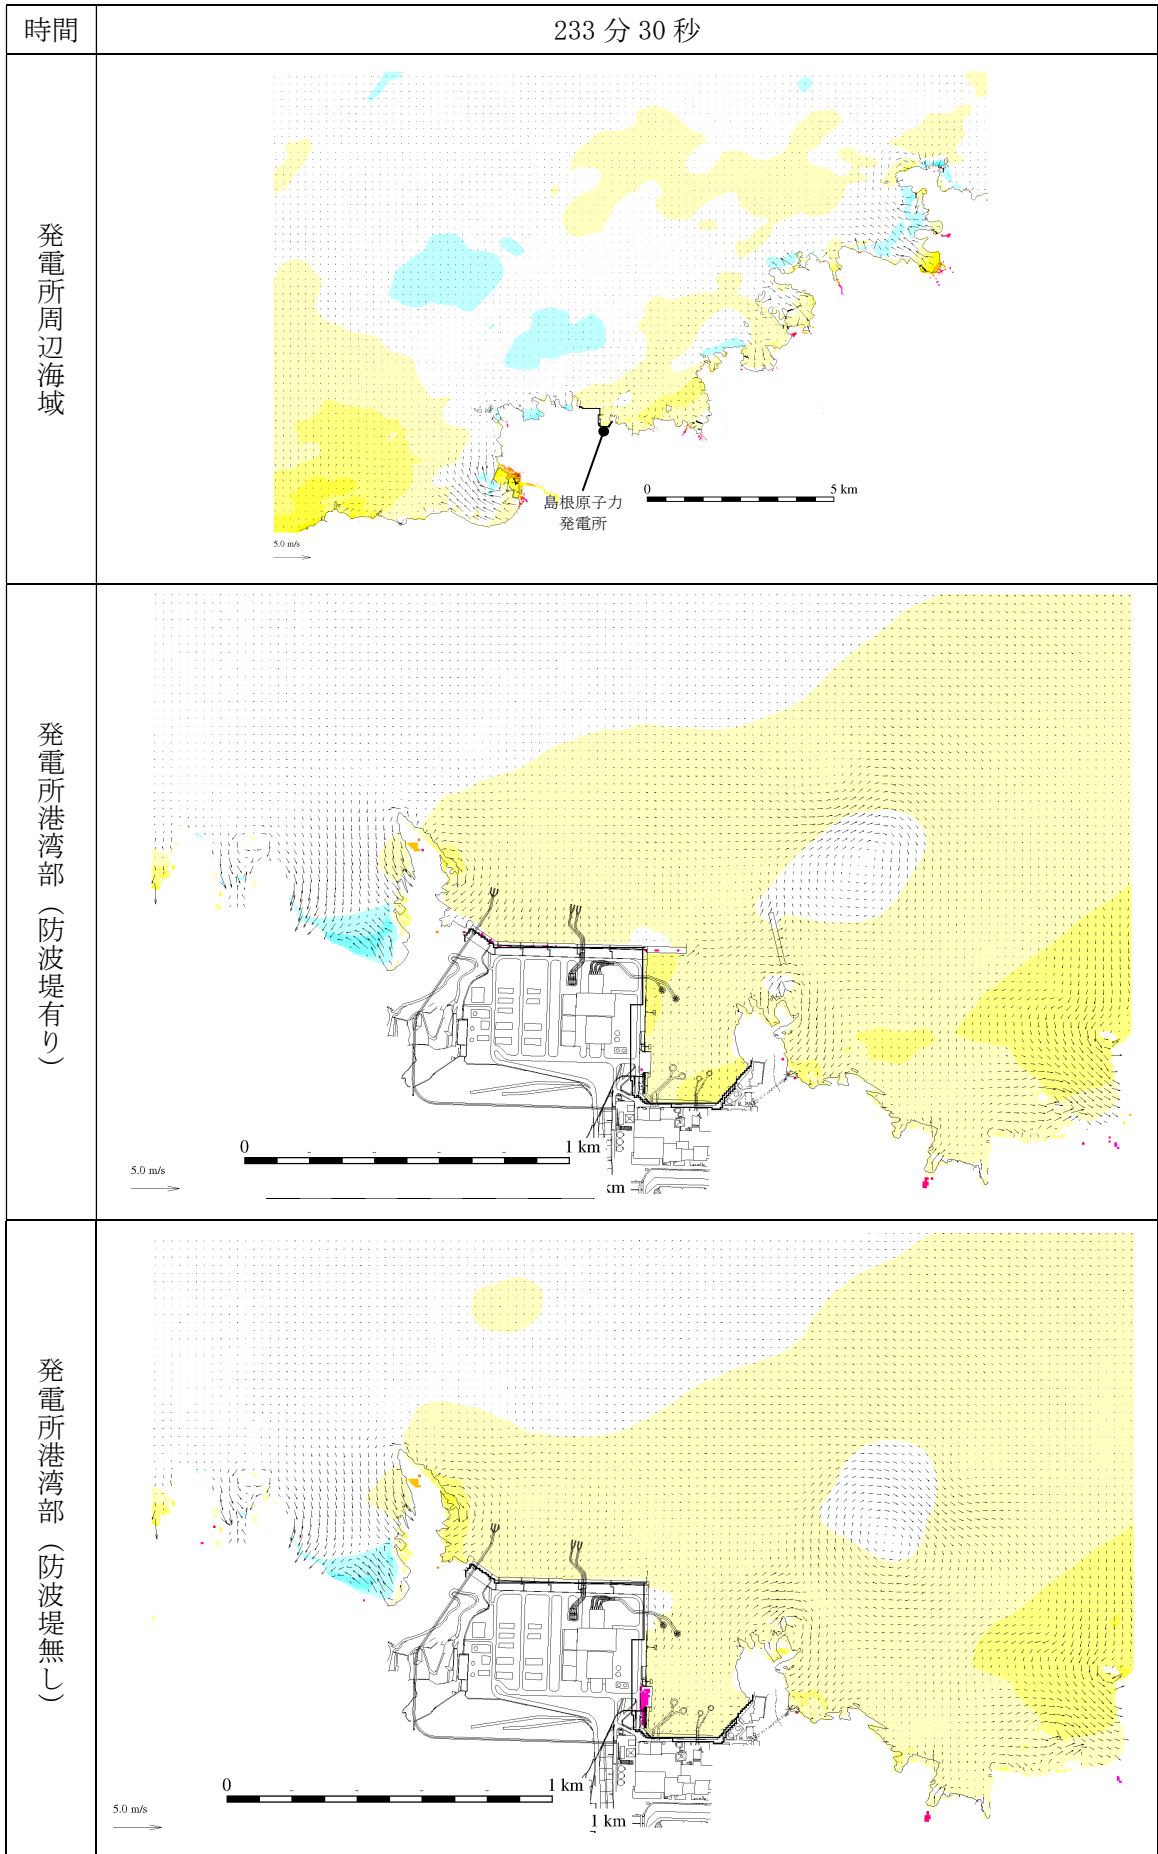 時間
233 分 30 秒
発電所周辺海域
島根原子力
発電所
0
5 km
5.0 m/s
発電所港湾部（防波堤有り）
0
1 km
5.0 m/s
km
発電所港湾部（防波堤無し）
0
1 km
5.0 m/s
1 km